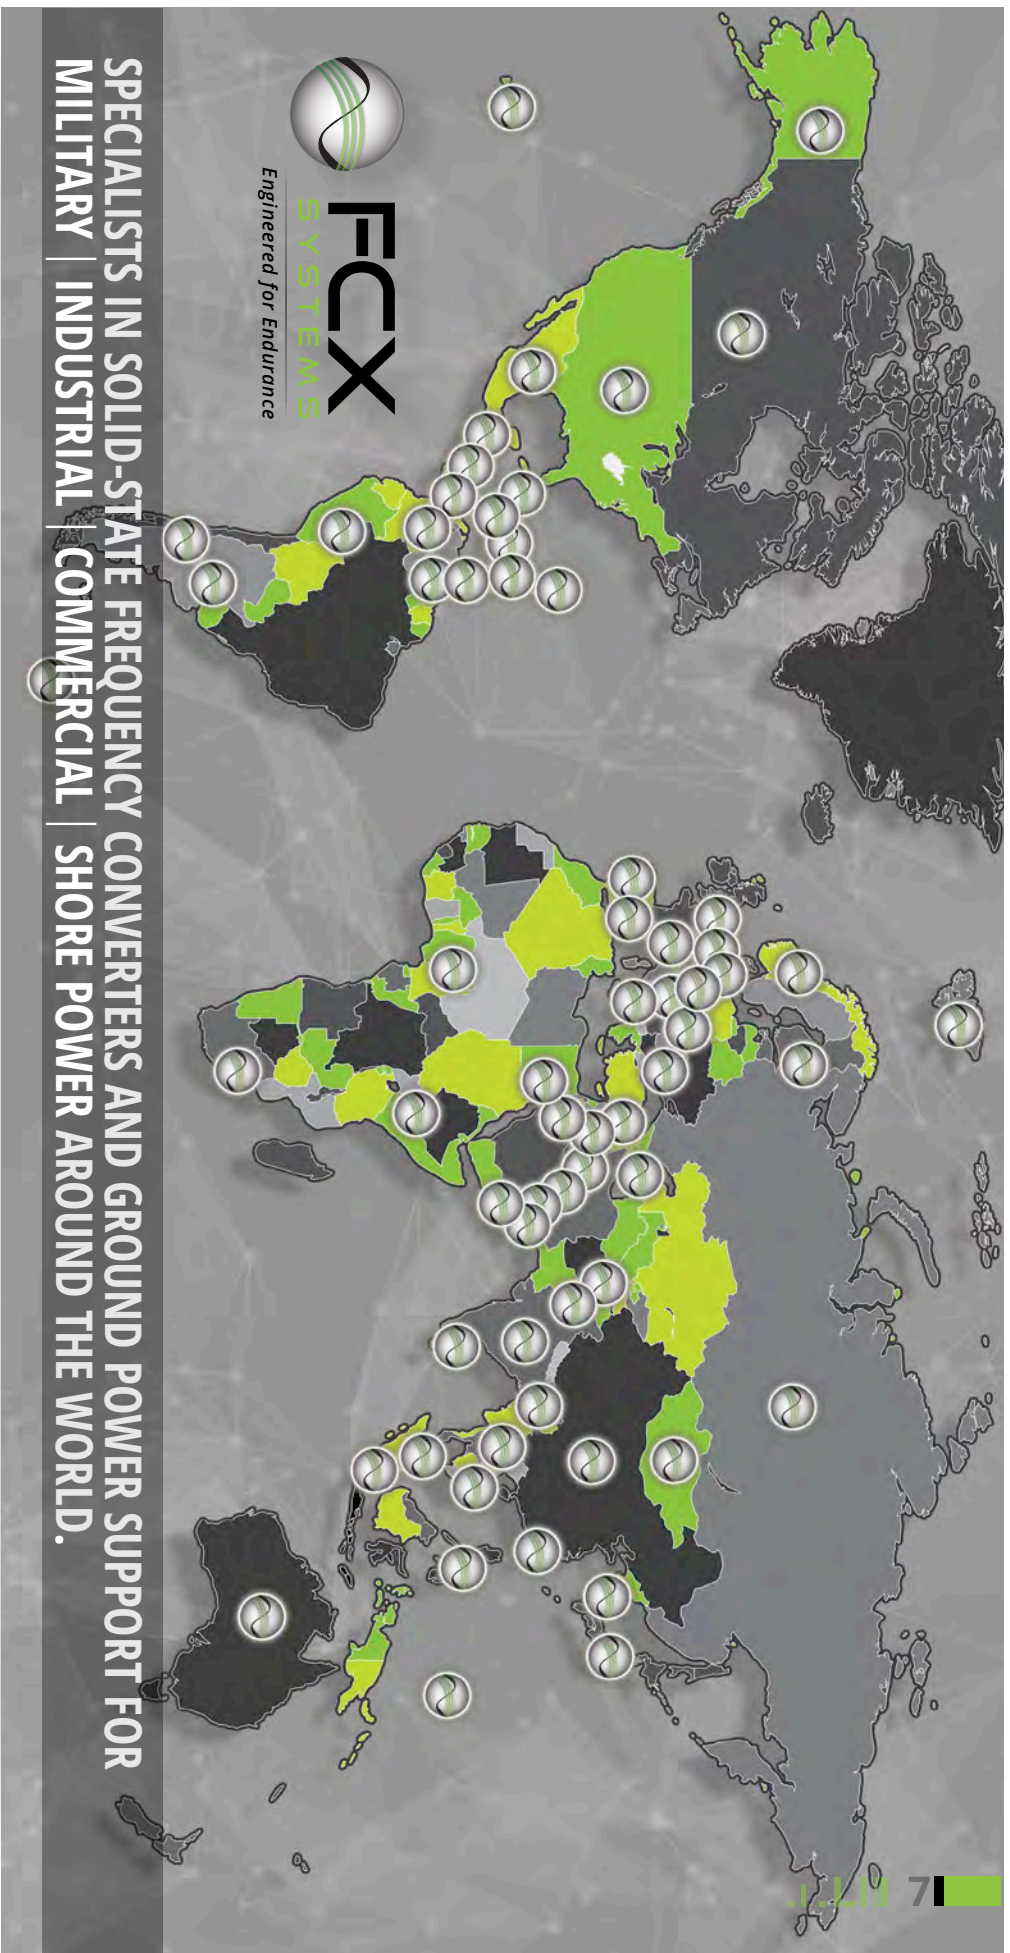 FCX
SYSTEMS
Engineered for Endurance
SPECIALISTS IN SOLID-STATE FREQUENCY CONVERTERS AND GROUND POWER SUPPORT FOR
MILITARY | INDUSTRIAL | COMMERCIAL | SHORE POWER AROUND THE WORLD.
7